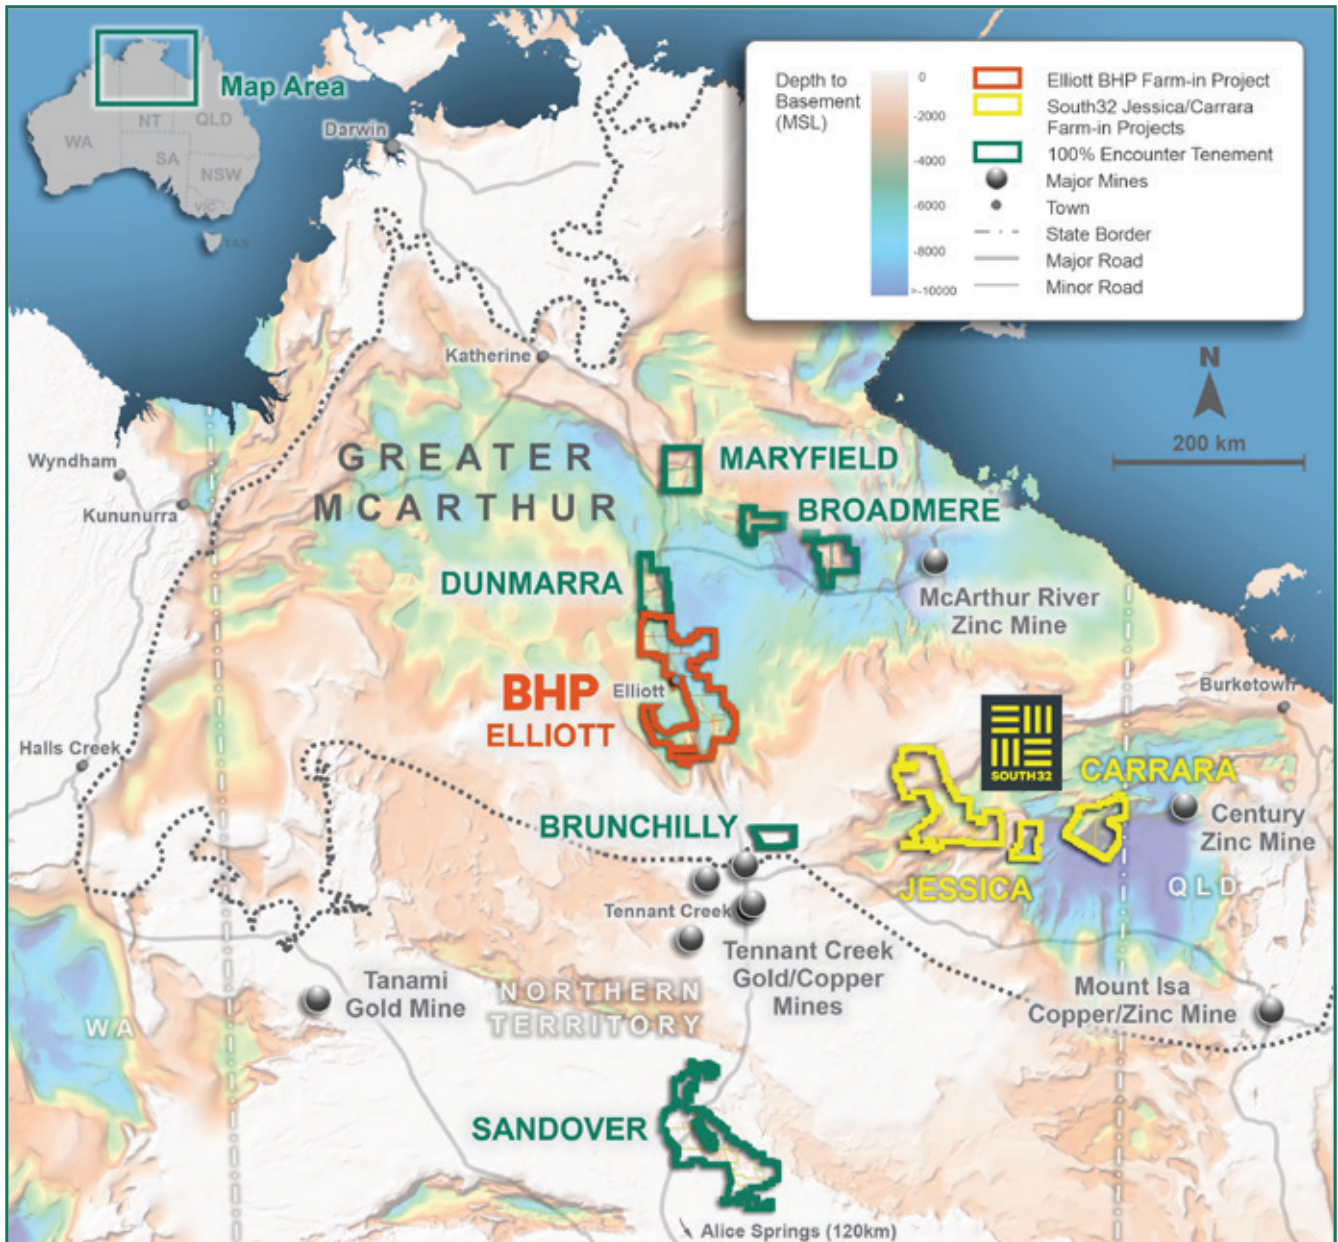 Map Area
NT
QLD
WA
SA
NSW
VIC
TAS
Depth to
Basement
(MSL)
0
-2000
-4000
-6000
-8000
>-10000
Elliott BHP Farm-in Project
South32 Jessica/Carrara
Farm-in Projects
100% Encounter Tenement
Major Mines
Town
State Border
Major Road
Minor Road
N
200 km
Darwin
Katherine
Wyndham
Kununurra
GREATER
MCARTHUR
MARYFIELD
BROADMERE
DUNMARRA
McArthur River
Zinc Mine
BHP
ELLIOTT
Elliott
Burketown
SOUTH32
CARRARA
Halls Creek
Century
Zinc Mine
BRUNCHILLY
JESSICA
QLD
Tennant Creek
Tennant Creek
Gold/Copper
Mines
Tanami
Gold Mine
NORTHERN
TERRITORY
Mount Isa
Copper/Zinc Mine
WA
SANDOVER
Alice Springs (120km)